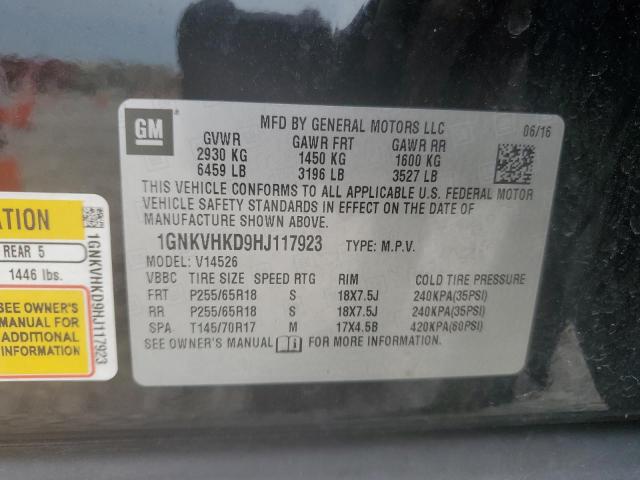 GM
MFD BY GENERAL MOTORS LLC 06/16
GVWR GAWR FRT GAWR RR
2930 KG 1450 KG 1600 KG
6459 LB 3196 LB 3527 LB
THIS VEHICLE CONFORMS TO ALL APPLICABLE U.S. FEDERAL MOTOR
VEHICLE SAFETY STANDARDS IN EFFECT ON THE DATE OF
MANUFACTURE SHOWN ABOVE.
1GNKVHKD9HJ117923 TYPE: M.P.V.
MODEL: V14526
VBBC TIRE SIZE SPEED RTG RIM COLD TIRE PRESSURE
FRT P255/65R18 S 18X7.5J 240KPA(35PSI)
RR P255/65R18 S 18X7.5J 240KPA(35PSI)
SPA T145/70R17 M 17X4.5B 420KPA(60PSI)
SEE OWNER'S MANUAL FOR MORE INFORMATION.
ATION
REAR 5
1446 lbs.
SEE OWNER'S
MANUAL FOR
ADDITIONAL
INFORMATION
1GNKVHKD9HJ117923